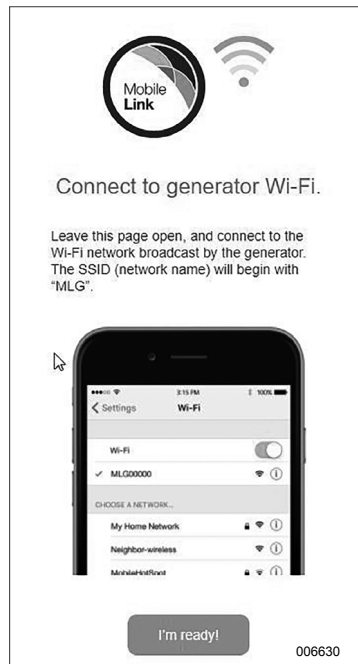 Mobile
Link
Connect to generator Wi-Fi.
Leave this page open, and connect to the
Wi-Fi network broadcast by the generator.
The SSID (network name) will begin with
“MLG”.
3:15 PM 100%
Settings Wi-Fi
Wi-Fi
MLG00000
CHOOSE A NETWORK...
My Home Network
Neighbor-wireless
MobileHotSpot
I'm ready!
006630